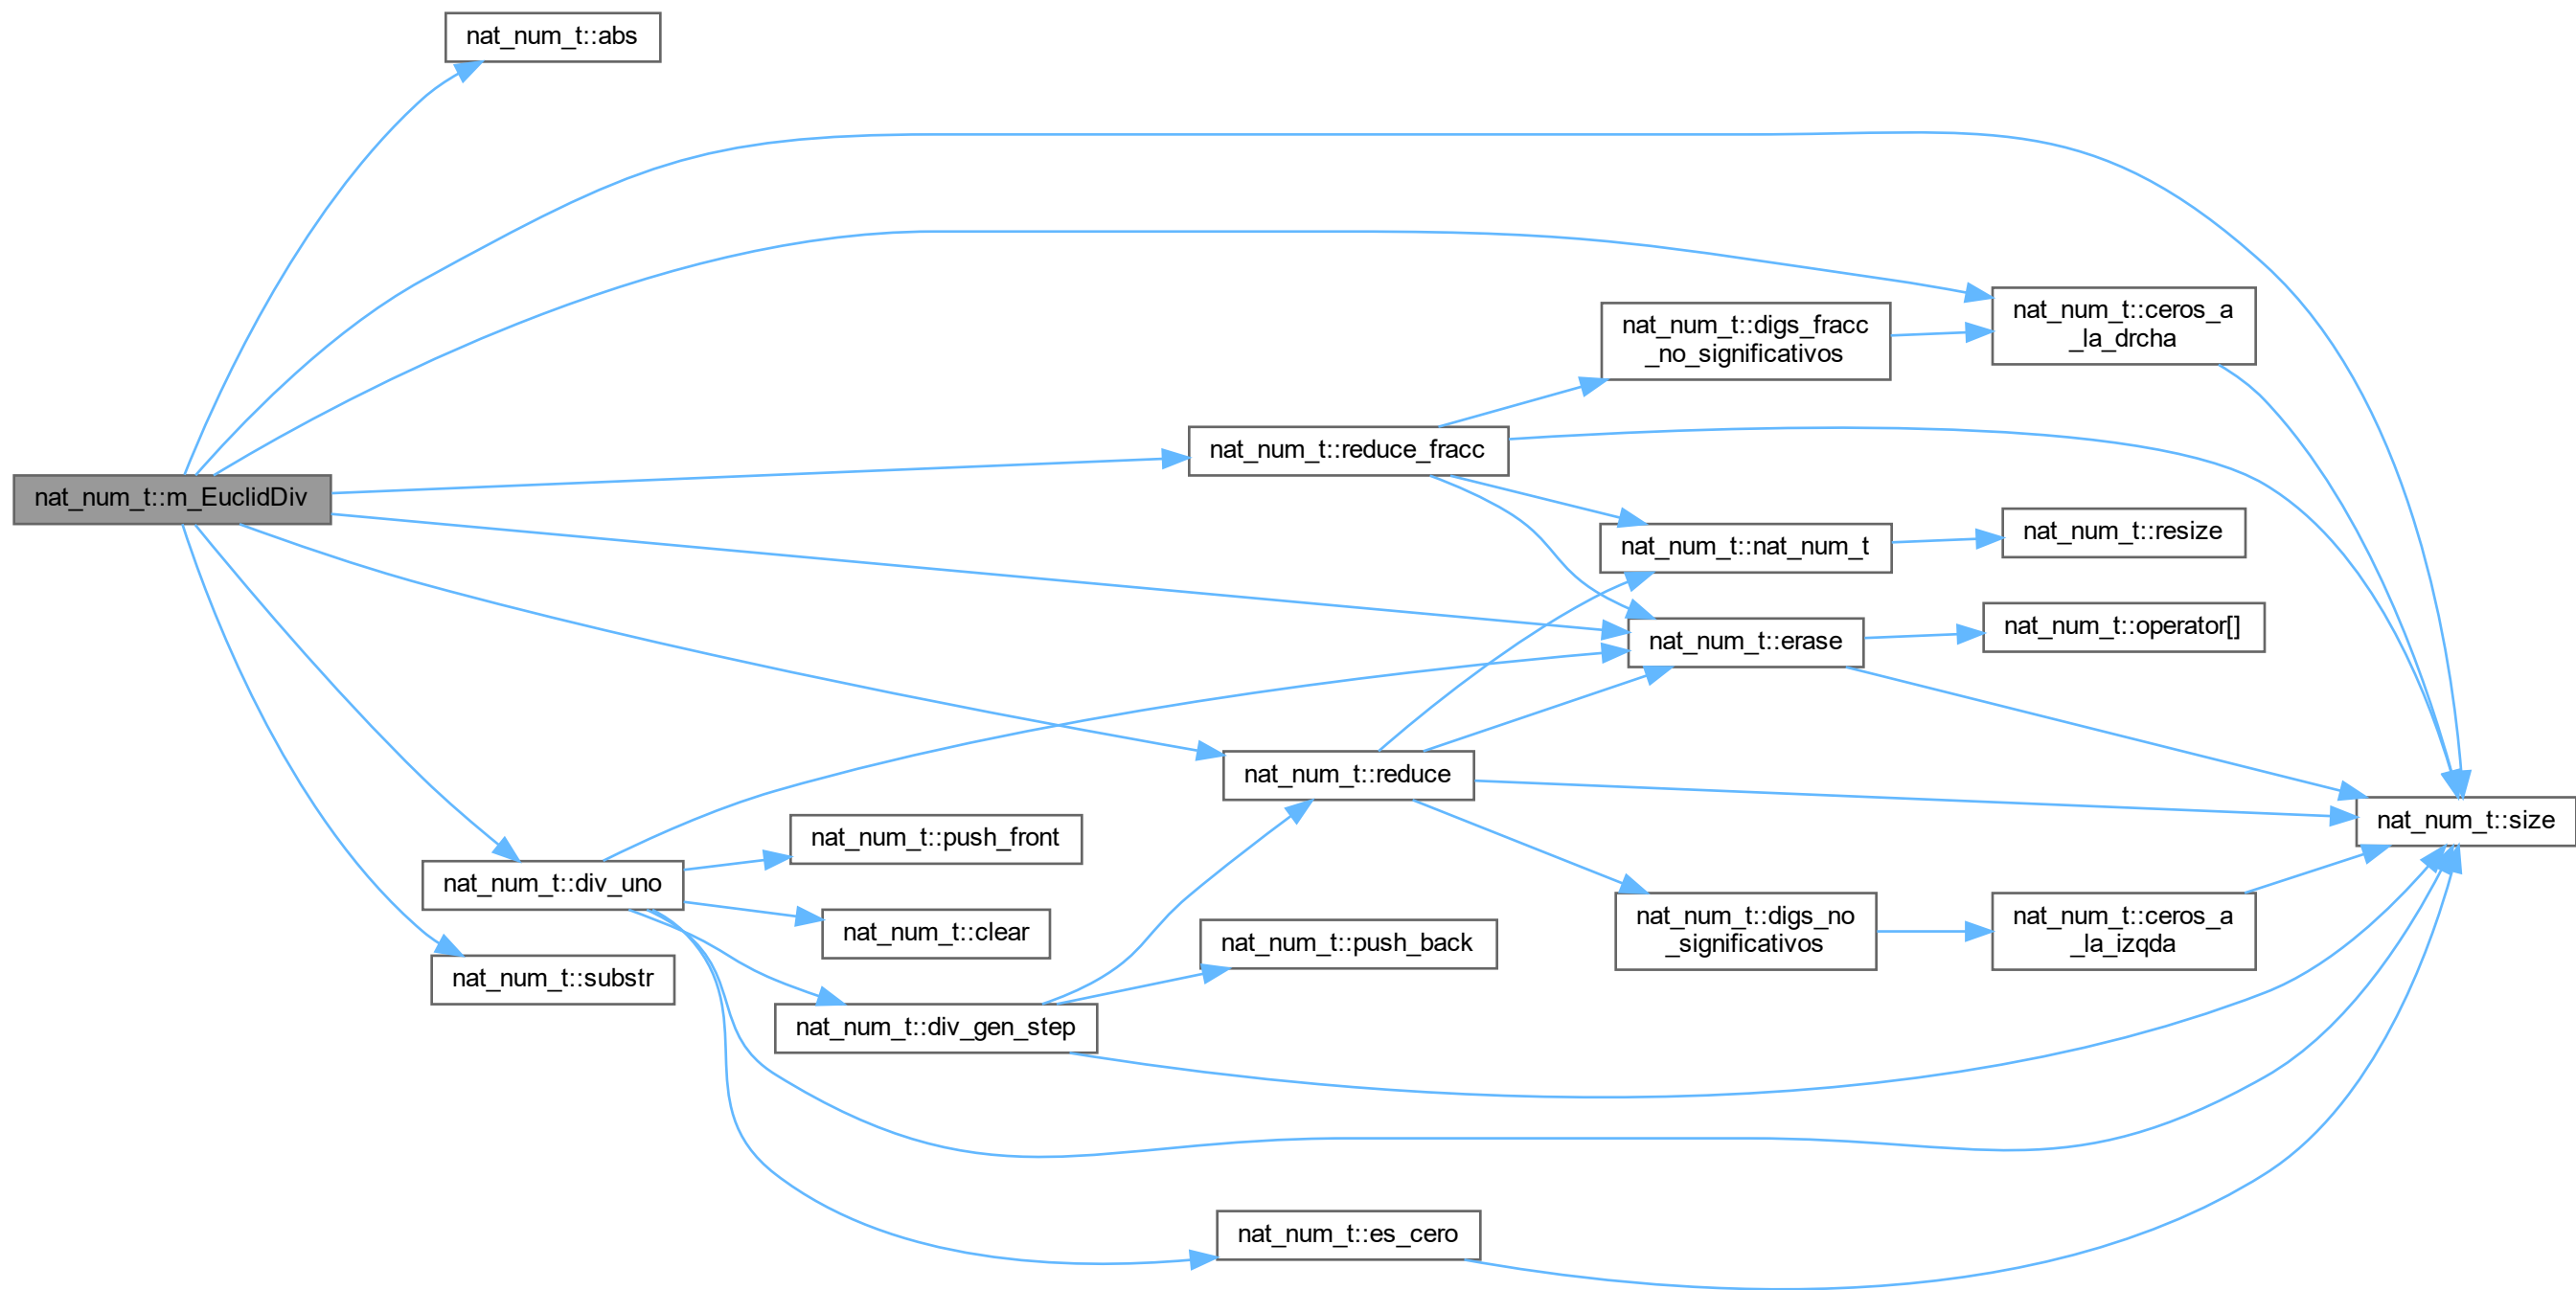 nat_num_t::abs
nat_num_t::ceros_a
_la_drcha
nat_num_t::digs_fracc
_no_significativos
nat_num_t::reduce_fracc
nat_num_t::m_EuclidDiv
nat_num_t::nat_num_t
nat_num_t::resize
nat_num_t::erase
nat_num_t::operator[]
nat_num_t::reduce
nat_num_t::size
nat_num_t::push_front
nat_num_t::div_uno
nat_num_t::clear
nat_num_t::digs_no
_significativos
nat_num_t::ceros_a
_la_izqda
nat_num_t::push_back
nat_num_t::substr
nat_num_t::div_gen_step
nat_num_t::es_cero